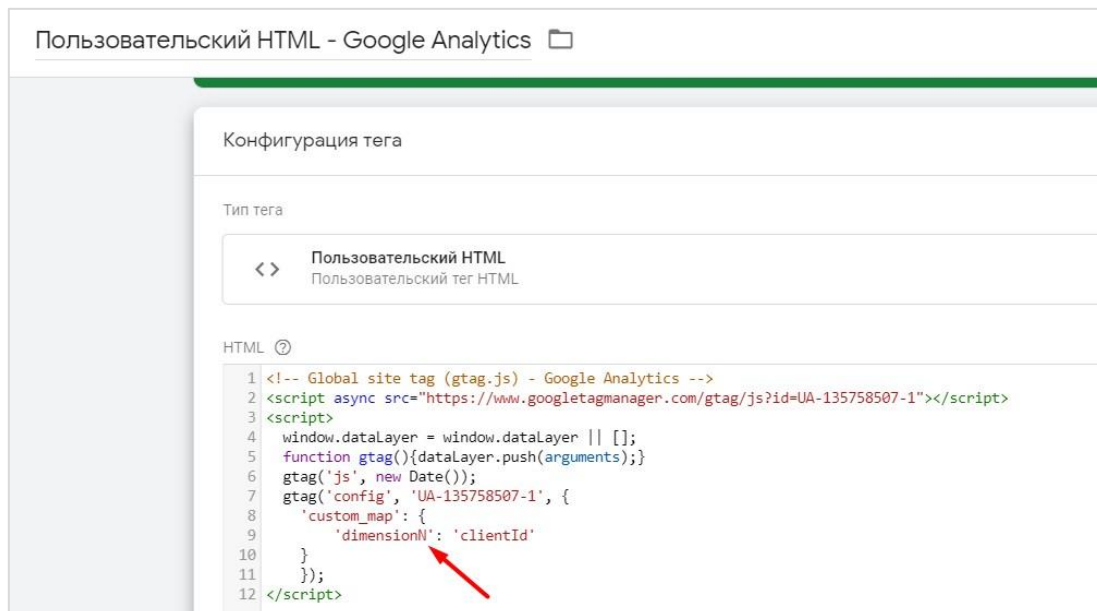 Пользовательский HTML - Google Analytics
Конфигурация тега
Тип тега
Пользовательский HTML
Пользовательский тег HTML
HTML
1 <!-- Global site tag (gtag.js) - Google Analytics -->
2 <script async src="https://www.googletagmanager.com/gtag/js?id=UA-135758507-1"></script>
3 <script>
4 window.dataLayer = window.dataLayer || [];
5 function gtag(){dataLayer.push(arguments);}
6 gtag('js', new Date());
7 gtag('config', 'UA-135758507-1', {
8 'custom_map': {
9 'dimensionN': 'clientId'
10 }
11 });
12 </script>